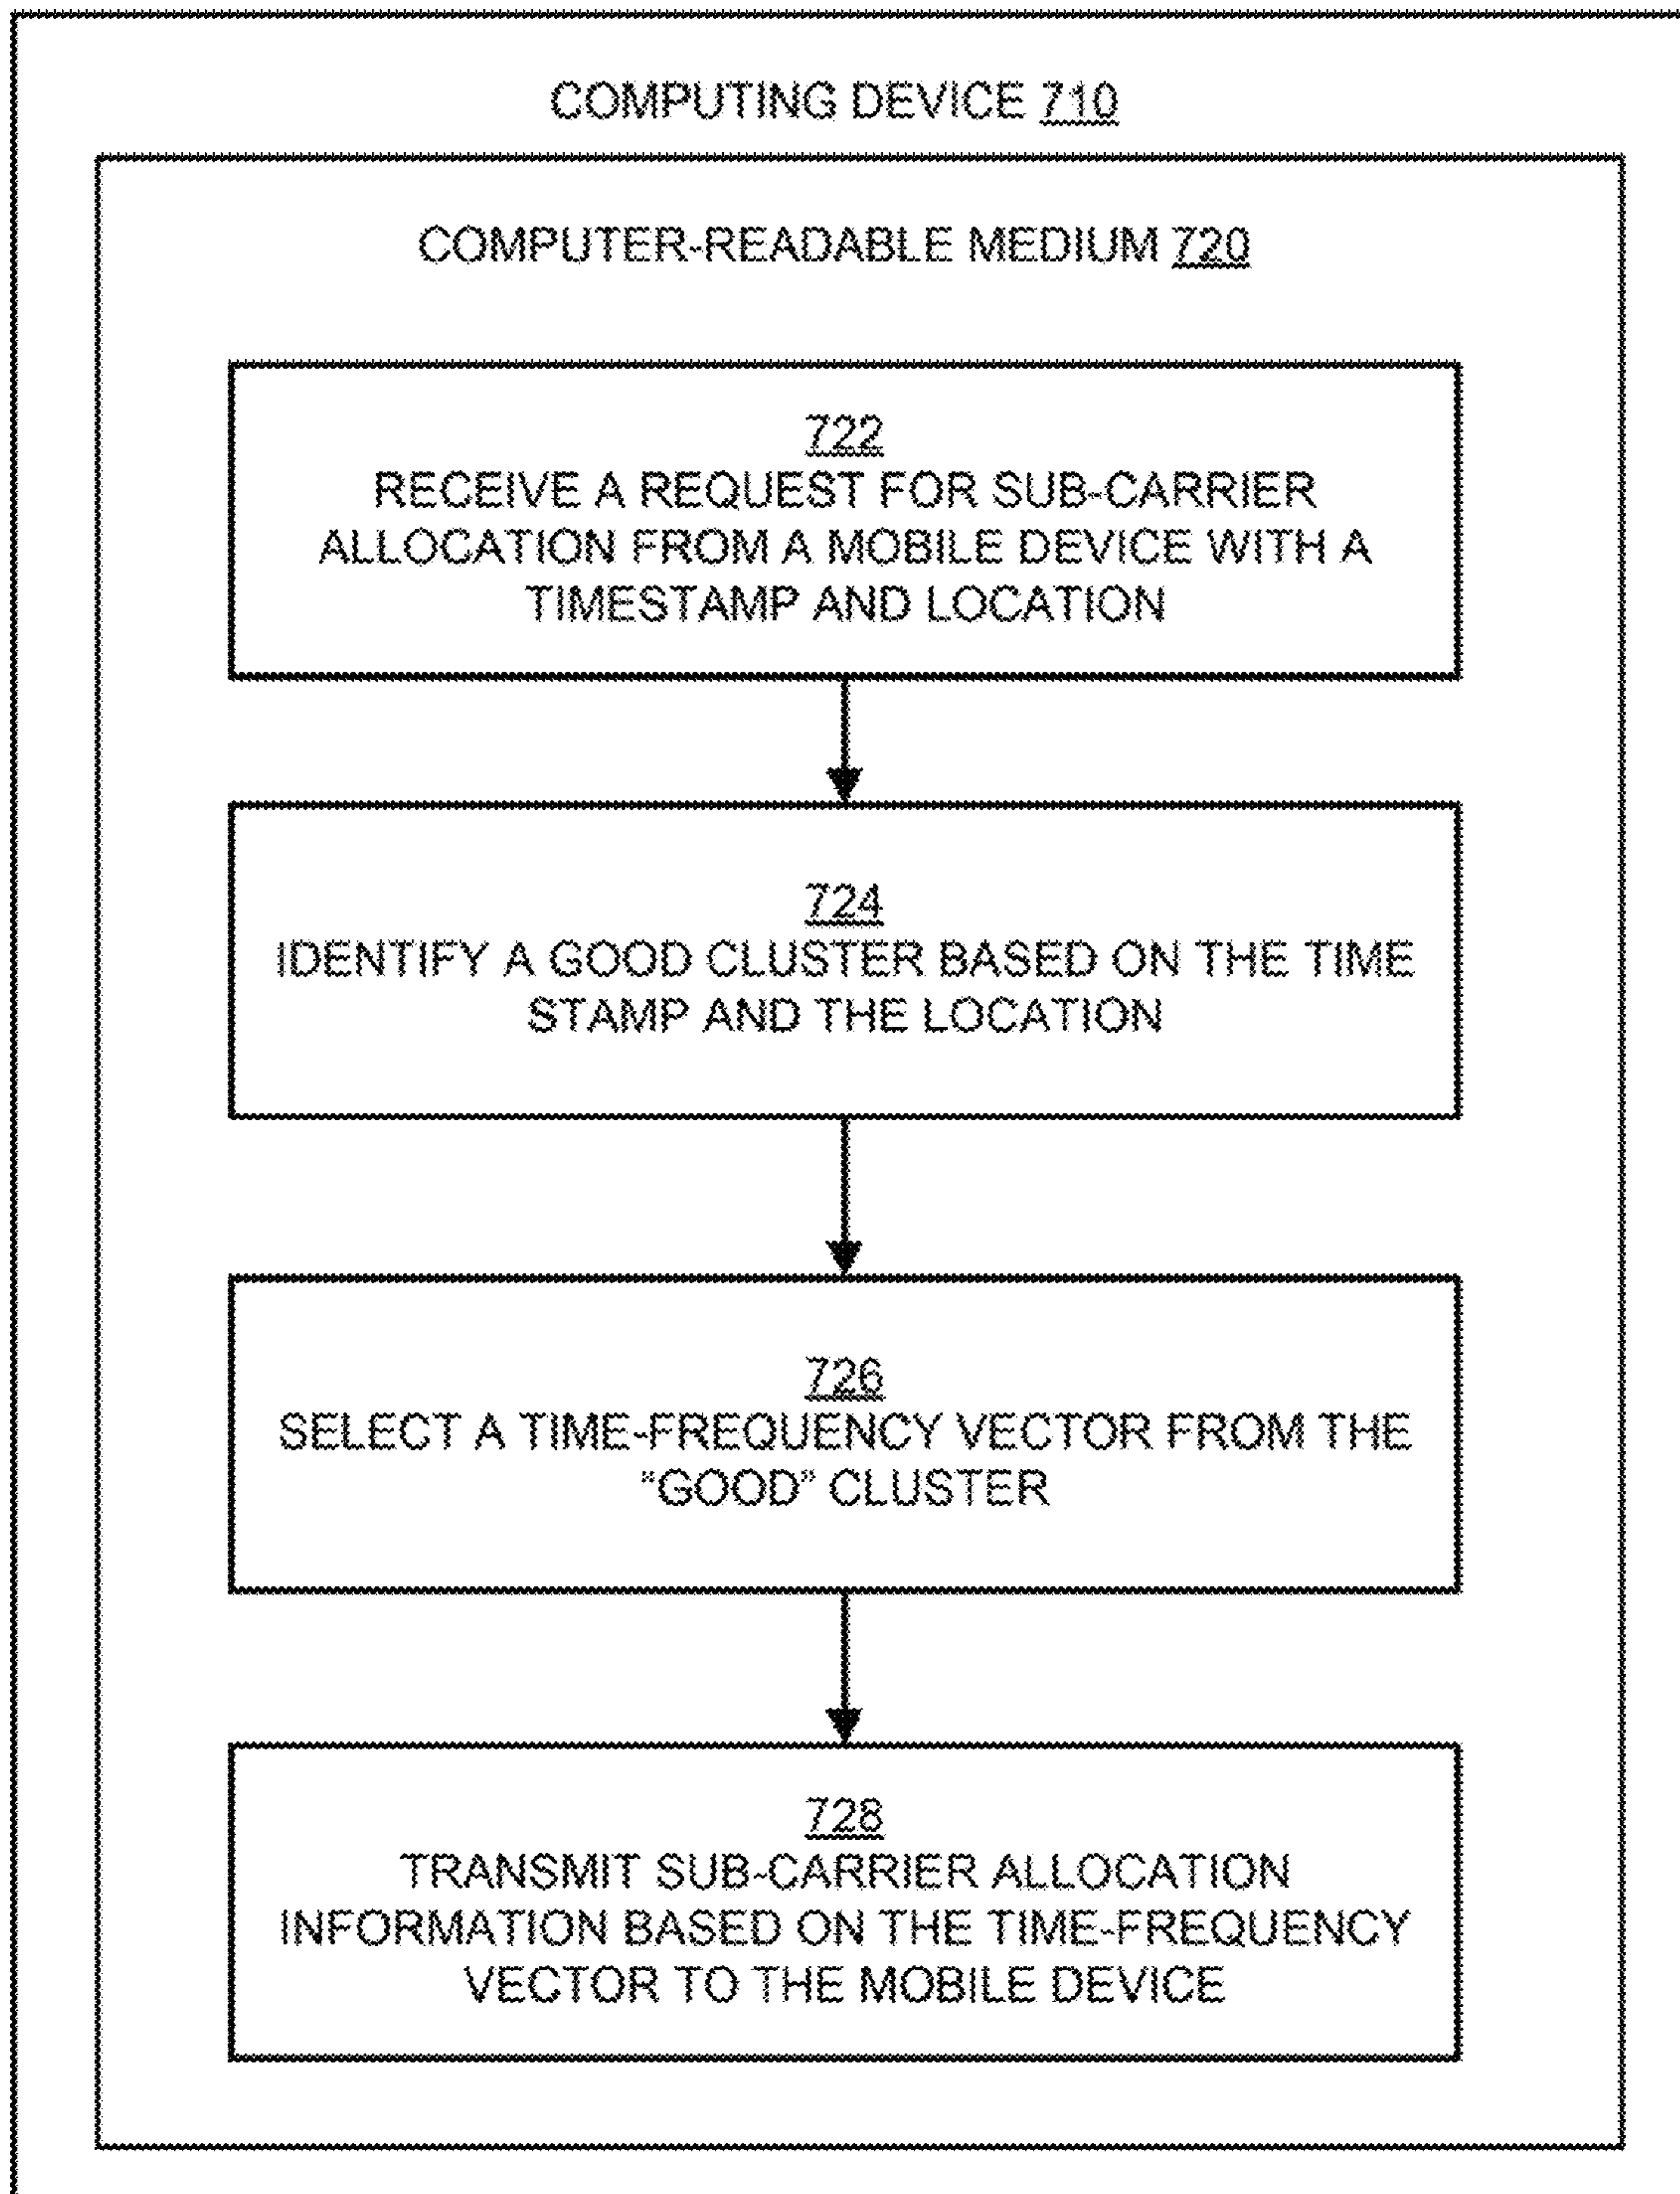 COMPUTING DEVICE 710
COMPUTER-READABLE MEDIUM 720
722
RECEIVE A REQUEST FOR SUB-CARRIER
ALLOCATION FROM A MOBILE DEVICE WITH A
TIMESTAMP AND LOCATION
724
IDENTIFY A GOOD CLUSTER BASED ON THE TIME
STAMP AND THE LOCATION
726
SELECT A TIME-FREQUENCY VECTOR FROM THE
“GOOD” CLUSTER
728
TRANSMIT SUB-CARRIER ALLOCATION
INFORMATION BASED ON THE TIME-FREQUENCY
VECTOR TO THE MOBILE DEVICE